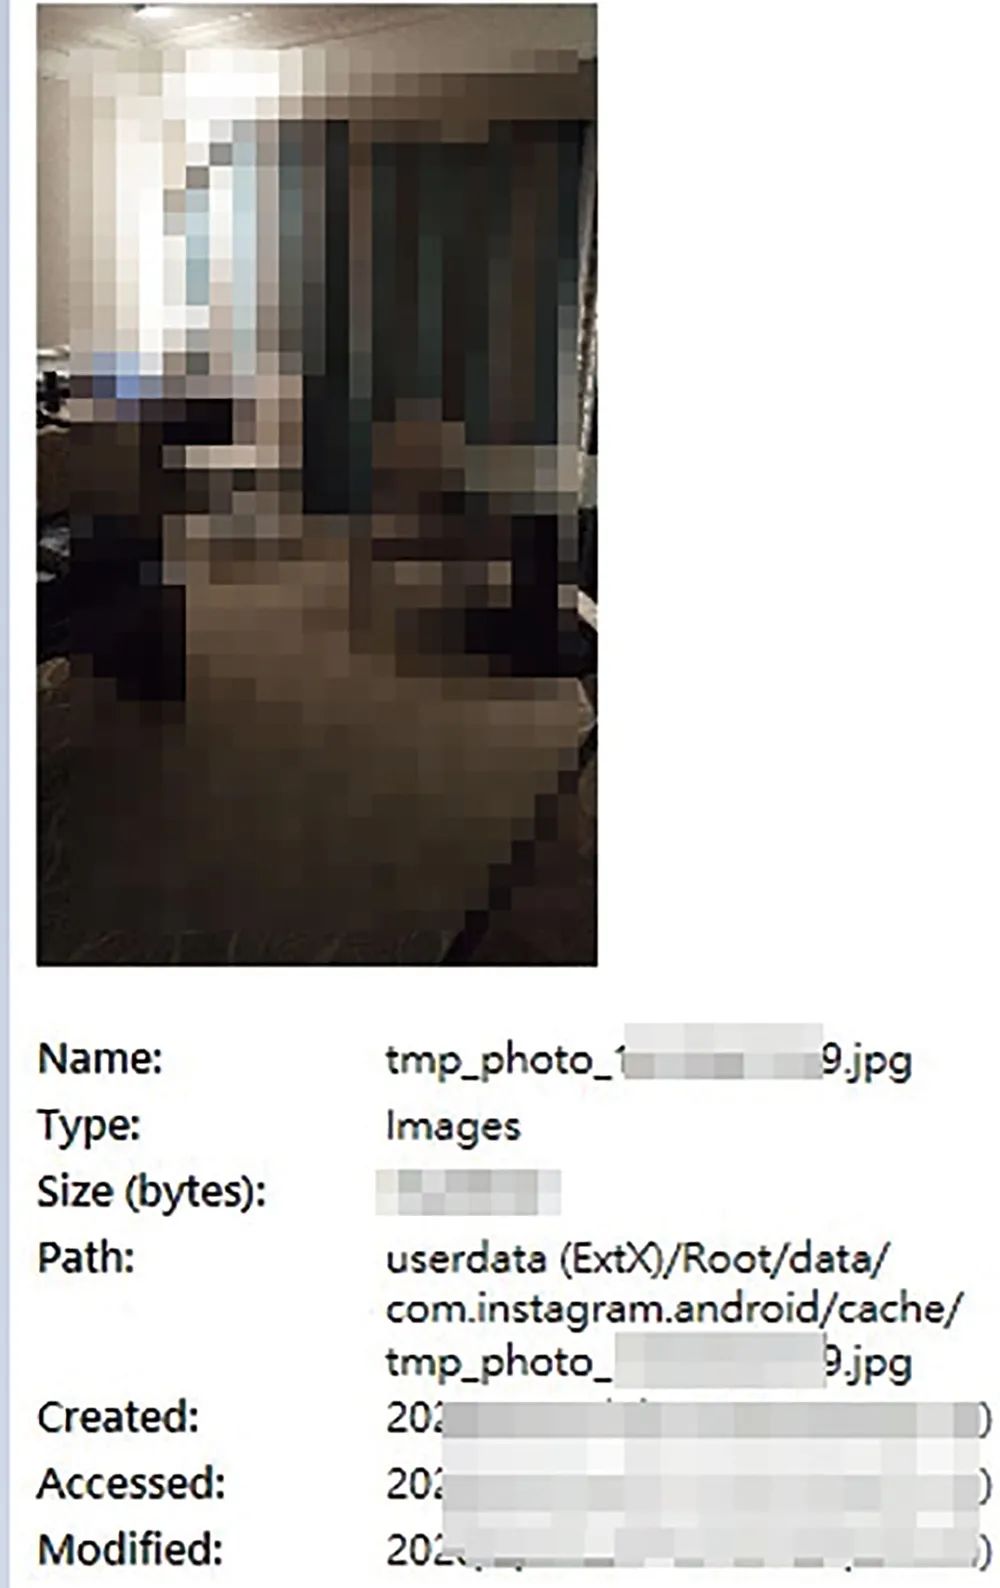 Name: tmp_photo_1 9.jpg
Type: Images
Size (bytes):
Path: userdata (ExtX)/Root/data/
com.instagram.android/cache/
tmp_photo_ 9.jpg
Created: 202 )
Accessed: 202 )
Modified: 202 )